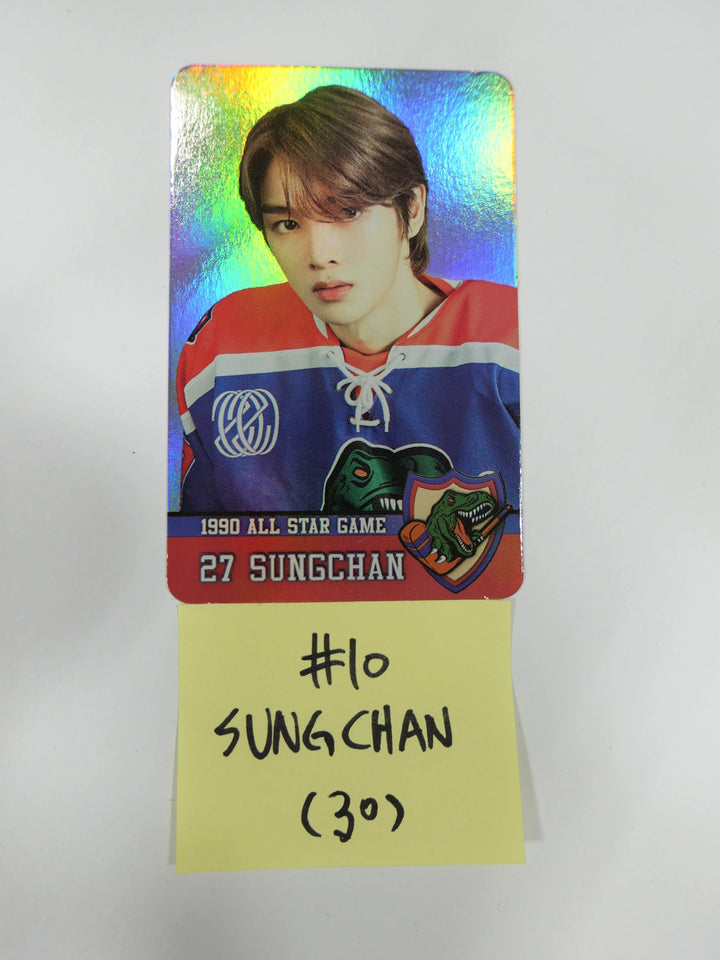 1990 ALL STAR GAME
27 SUNGCHAN
#10
SUNGCHAN
(30)